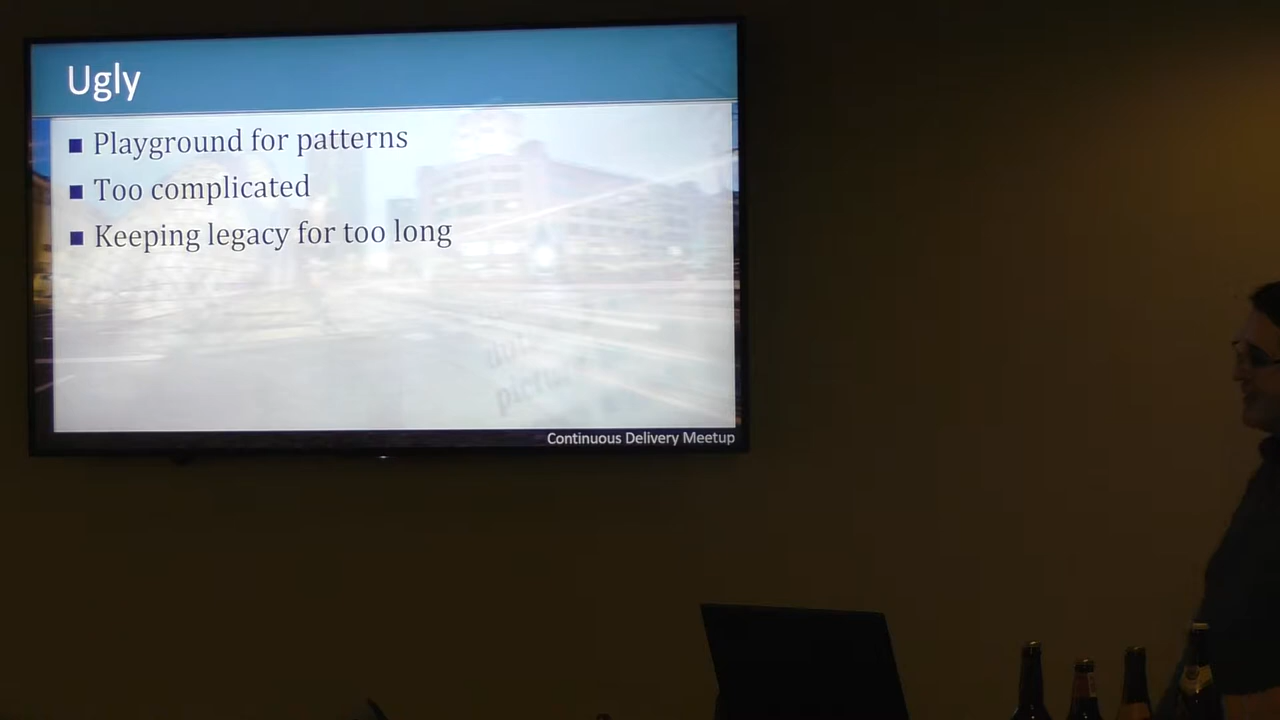 Ugly
Playground for patterns
Too complicated
Keeping legacy for too long
Continuous Delivery Meetup